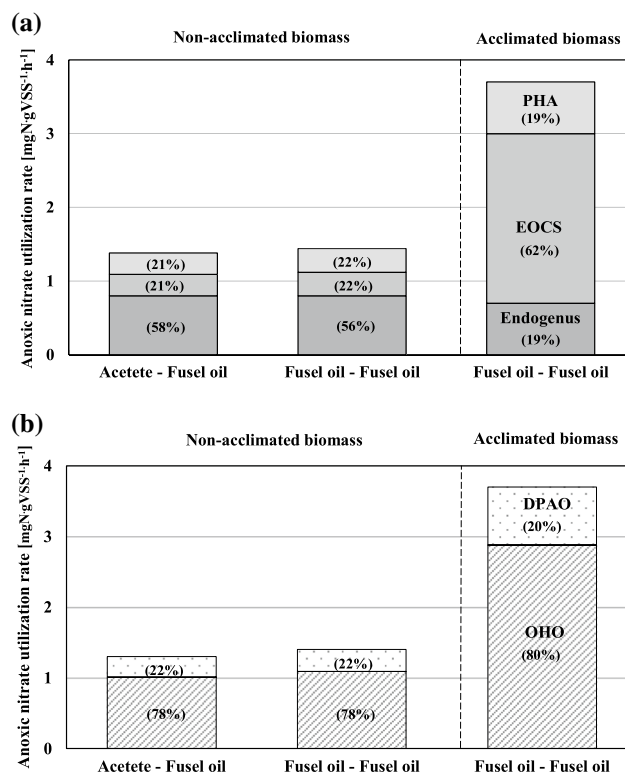 (a)
Non-acclimated biomass
Acclimated biomass
Anoxic nitrate utilization rate [mgN·gVSS⁻¹·h⁻¹]
4
3
2
1
0
(21%)
(21%)
(58%)
(22%)
(22%)
(56%)
PHA
(19%)
EOCS
(62%)
Endogenus
(19%)
Acetete - Fusel oil
Fusel oil - Fusel oil
Fusel oil - Fusel oil
(b)
Non-acclimated biomass
Acclimated biomass
Anoxic nitrate utilization rate [mgN·gVSS⁻¹·h⁻¹]
4
3
2
1
0
(22%)
(78%)
(22%)
(78%)
DPAO
(20%)
OHO
(80%)
Acetete - Fusel oil
Fusel oil - Fusel oil
Fusel oil - Fusel oil